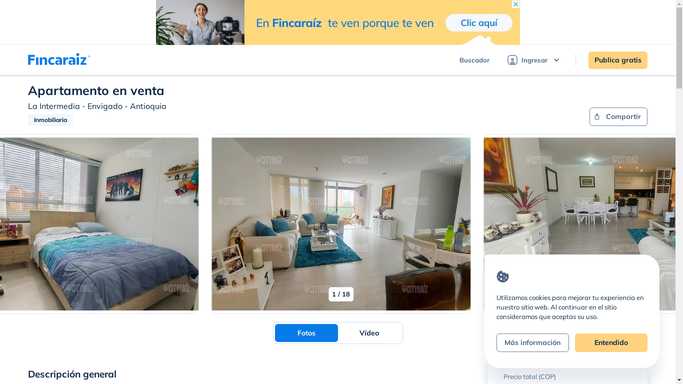 En Fincaraíz te ven porque te ven
Clic aquí
Fincaraíz
Buscador
Ingresar
Publica gratis
Apartamento en venta
La Intermedia - Envigado - Antioquia
Inmobiliaria
Compartir
1 / 18
Fotos
Vídeo
Utilizamos cookies para mejorar tu experiencia en
nuestro sitio web. Al continuar en el sitio
consideramos que aceptas su uso.
Más información
Entendido
Descripción general
Precio total (COP)